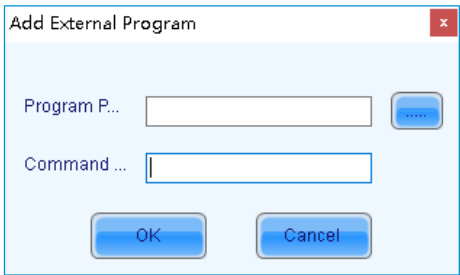 Add External Program
x
Program P...
.....
Command ...
OK
Cancel